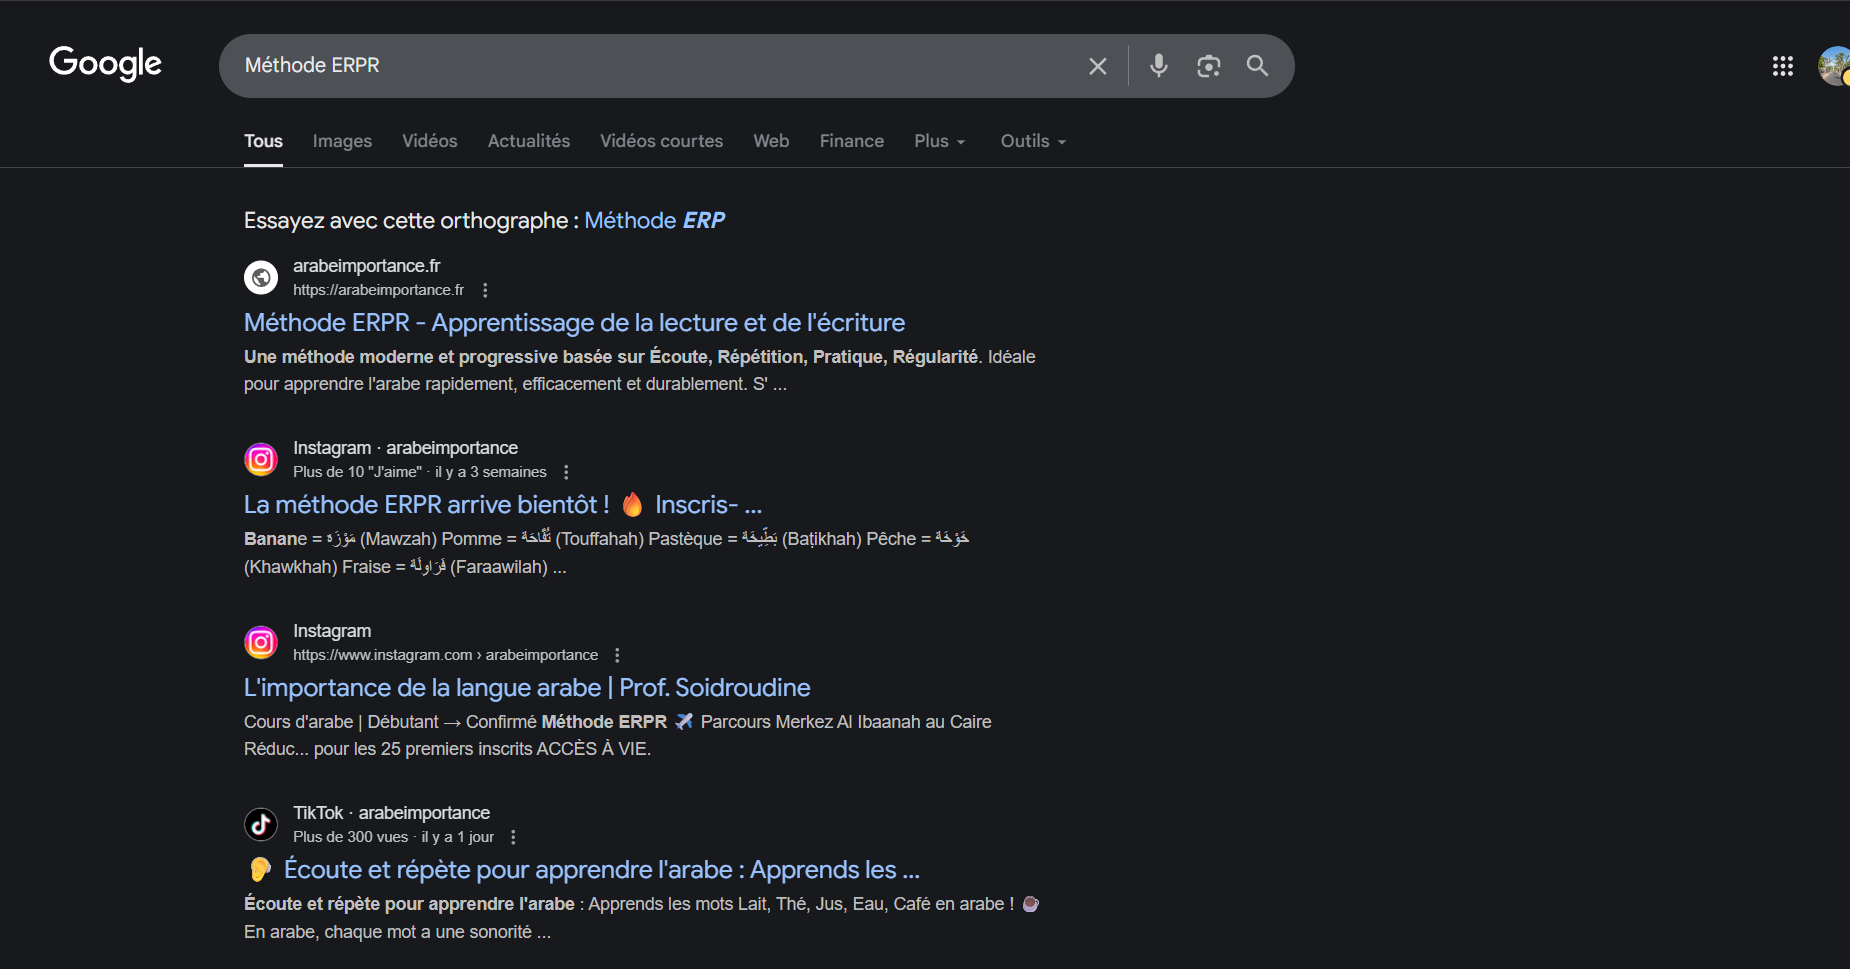 Google
Méthode ERPR
Tous Images Vidéos Actualités Vidéos courtes Web Finance Plus Outils
Essayez avec cette orthographe : Méthode ERP
arabeimportance.fr
https://arabeimportance.fr
Méthode ERPR - Apprentissage de la lecture et de l'écriture
Une méthode moderne et progressive basée sur Écoute, Répétition, Pratique, Régularité. Idéale
pour apprendre l'arabe rapidement, efficacement et durablement. S' ...
Instagram · arabeimportance
Plus de 10 "J'aime" · il y a 3 semaines
La méthode ERPR arrive bientôt ! 🔥 Inscris- ...
Banane = مَوْزَه (Mawzah) Pomme = تُفَّاحَة (Touffahah) Pastèque = بَطِّيخَة (Baṭikhah) Pêche = خَوْخَة
(Khawkhah) Fraise = فَرَاولَة (Faraawilah) ...
Instagram
https://www.instagram.com › arabeimportance
L'importance de la langue arabe | Prof. Soidroudine
Cours d'arabe | Débutant → Confirmé Méthode ERPR ✈️ Parcours Merkez Al Ibaanah au Caire
Réduc... pour les 25 premiers inscrits ACCÈS À VIE.
TikTok · arabeimportance
Plus de 300 vues · il y a 1 jour
👂 Écoute et répète pour apprendre l'arabe : Apprends les ...
Écoute et répète pour apprendre l'arabe : Apprends les mots Lait, Thé, Jus, Eau, Café en arabe ! ☕
En arabe, chaque mot a une sonorité ...